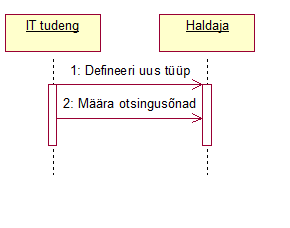 IT tudeng
Haldaja
1: Defineeri uus tüüp
2: Määra otsingusõnad